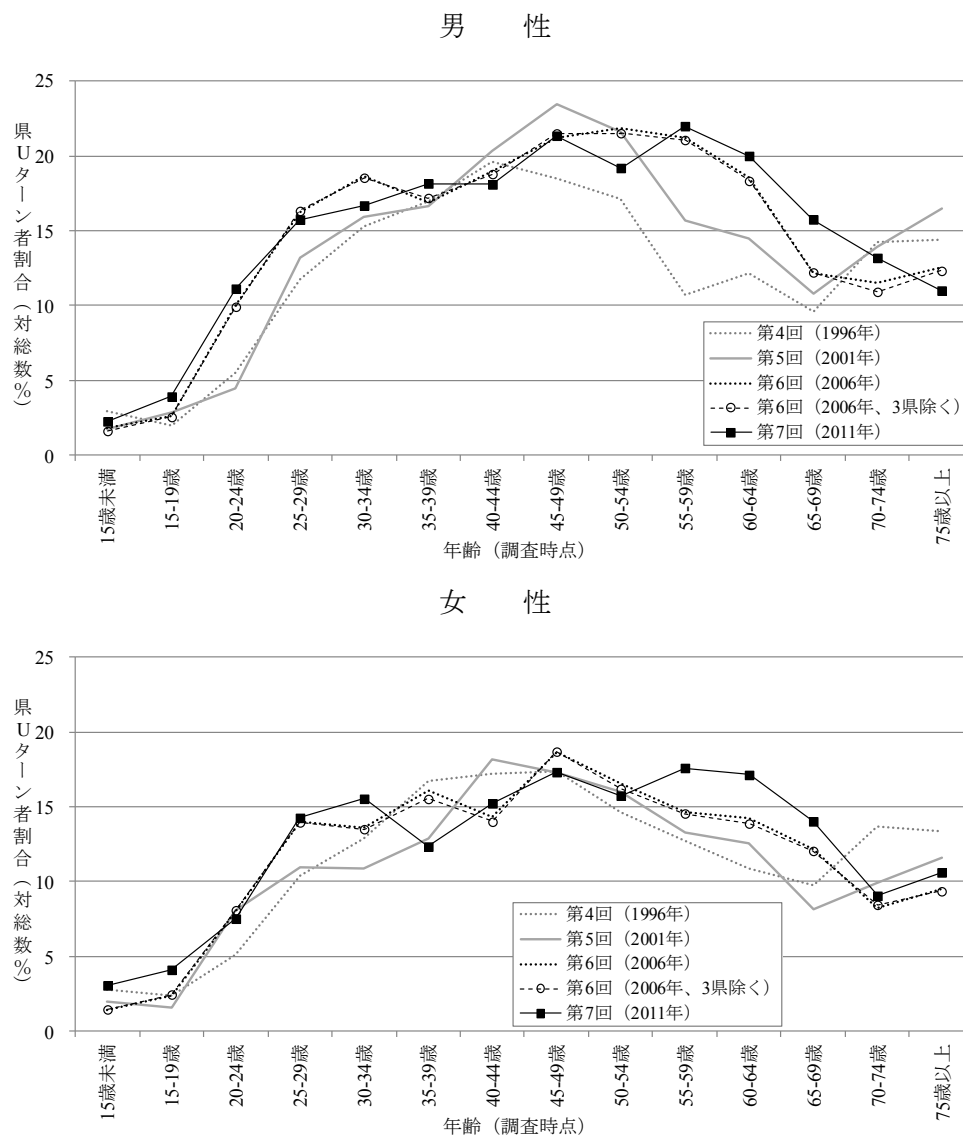 男　性
県Uターン者割合（対総数％）
25
20
15
10
5
0
第4回（1996年）
第5回（2001年）
第6回（2006年）
第6回（2006年、3県除く）
第7回（2011年）
15歳未満
15-19歳
20-24歳
25-29歳
30-34歳
35-39歳
40-44歳
45-49歳
50-54歳
55-59歳
60-64歳
65-69歳
70-74歳
75歳以上
年齢（調査時点）
女　性
県Uターン者割合（対総数％）
25
20
15
10
5
0
第4回（1996年）
第5回（2001年）
第6回（2006年）
第6回（2006年、3県除く）
第7回（2011年）
15歳未満
15-19歳
20-24歳
25-29歳
30-34歳
35-39歳
40-44歳
45-49歳
50-54歳
55-59歳
60-64歳
65-69歳
70-74歳
75歳以上
年齢（調査時点）